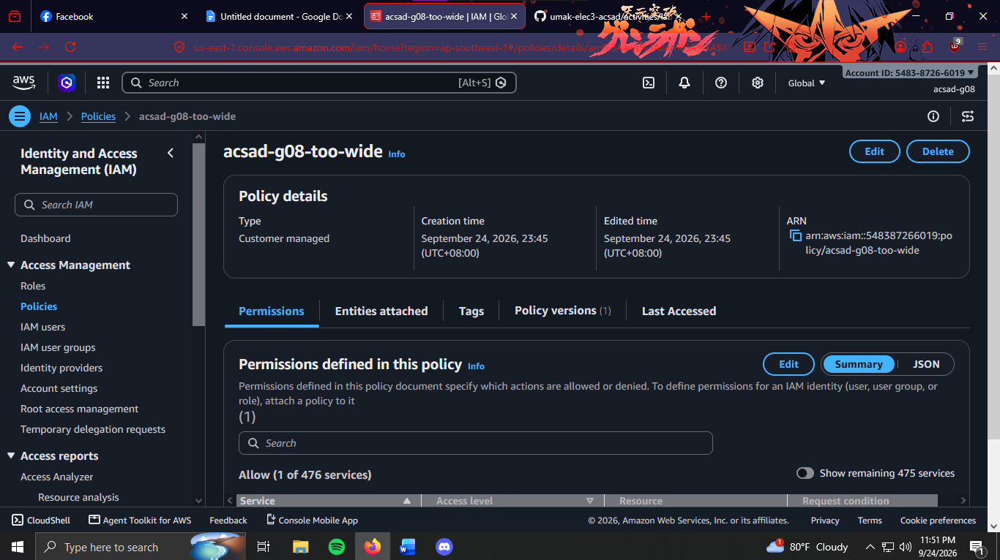 Facebook
Untitled document - Google Do
acsad-g08-too-wide | IAM | Glo
umak-elec3-acsad/activities/lab
us-east-1.console.aws.amazon.com/iam/home?region=ap-southeast-1#/policies/details/
9
aws
Search
[Alt+S]
Global
Account ID: 5483-8726-6019
acsad-g08
IAM
Policies
acsad-g08-too-wide
Identity and Access
Management (IAM)
Search IAM
Dashboard
Access Management
Roles
Policies
IAM users
IAM user groups
Identity providers
Account settings
Root access management
Temporary delegation requests
Access reports
Access Analyzer
Resource analysis
acsad-g08-too-wide
Info
Edit
Delete
Policy details
Type
Customer managed
Creation time
September 24, 2026, 23:45
(UTC+08:00)
Edited time
September 24, 2026, 23:45
(UTC+08:00)
ARN
arn:aws:iam::548387266019:po
licy/acsad-g08-too-wide
Permissions
Entities attached
Tags
Policy versions (1)
Last Accessed
Permissions defined in this policy
Info
Edit
Summary
JSON
Permissions defined in this policy document specify which actions are allowed or denied. To define permissions for an IAM identity (user, user group, or
role), attach a policy to it
(1)
Search
Allow (1 of 476 services)
Show remaining 475 services
Service
Access level
Resource
Request condition
CloudShell
Agent Toolkit for AWS
Feedback
Console Mobile App
© 2026, Amazon Web Services, Inc. or its affiliates.
Privacy
Terms
Cookie preferences
Type here to search
1
80°F Cloudy
11:51 PM
9/24/2026
1